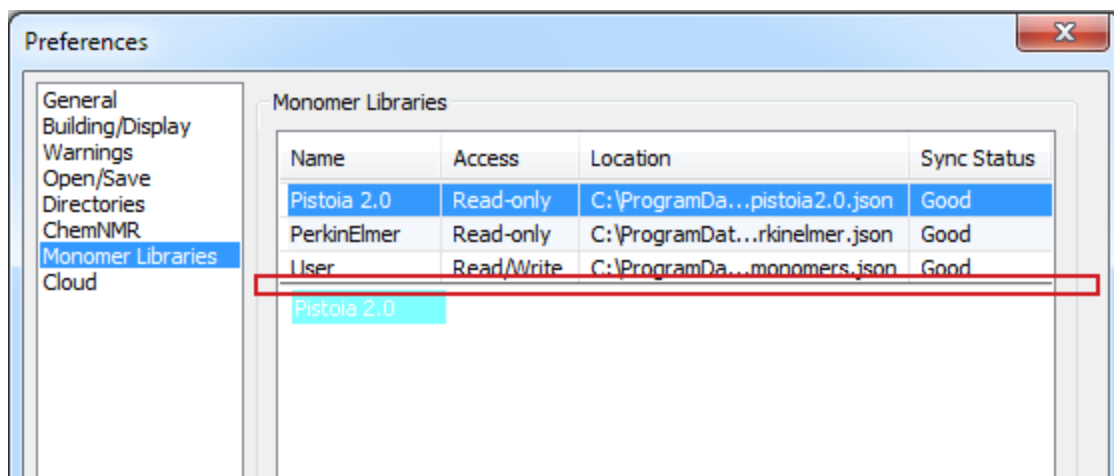 Preferences
General
Building/Display
Warnings
Open/Save
Directories
ChemNMR
Monomer Libraries
Cloud
Monomer Libraries
Name Access Location Sync Status
Pistoia 2.0 Read-only C:\ProgramDa...pistoia2.0.json Good
PerkinElmer Read-only C:\ProgramDat...rkinelmer.json Good
User Read/Write C:\ProgramDa...monomers.json Good
Pistoia 2.0